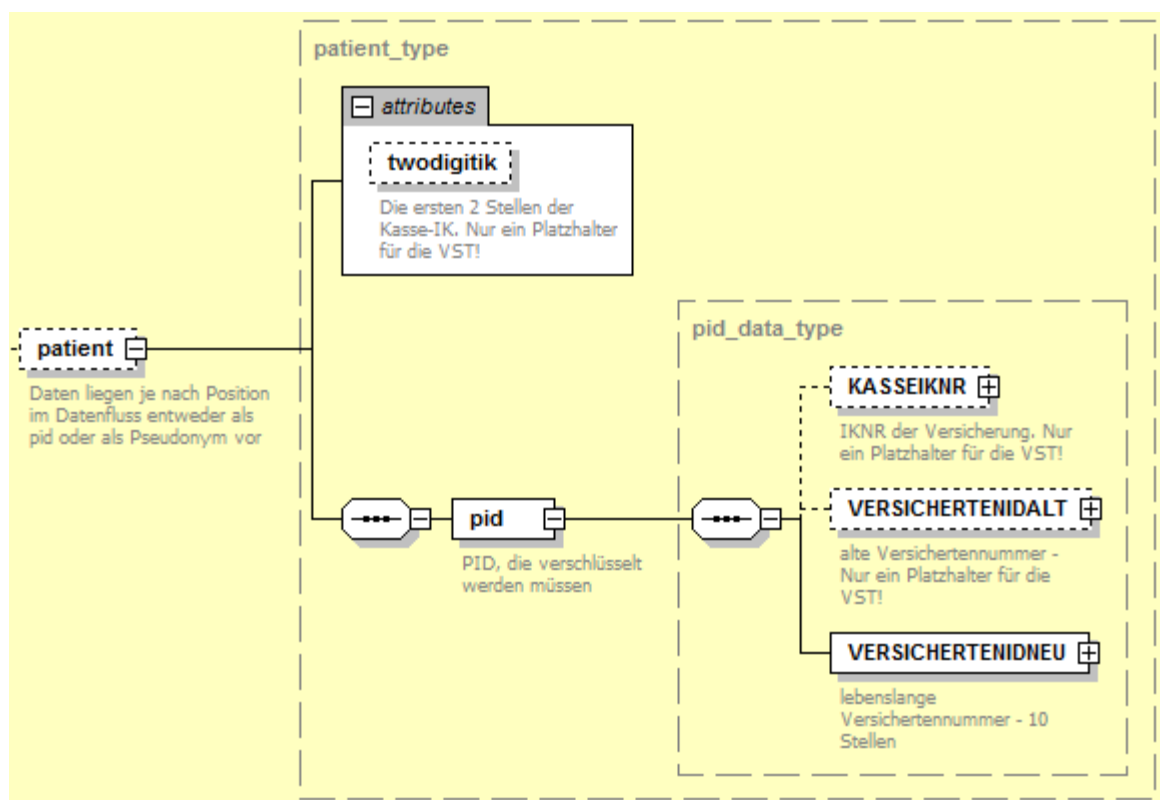 patient_type
attributes
twodigitik
Die ersten 2 Stellen der
Kasse-IK. Nur ein Platzhalter
für die VST!
patient
Daten liegen je nach Position
im Datenfluss entweder als
pid oder als Pseudonym vor
pid
PID, die verschlüsselt
werden müssen
pid_data_type
KASSEIKNR
IKNR der Versicherung. Nur
ein Platzhalter für die VST!
VERSICHERTENIDALT
alte Versichertennummer -
Nur ein Platzhalter für die
VST!
VERSICHERTENIDNEU
lebenslange
Versichertennummer - 10
Stellen